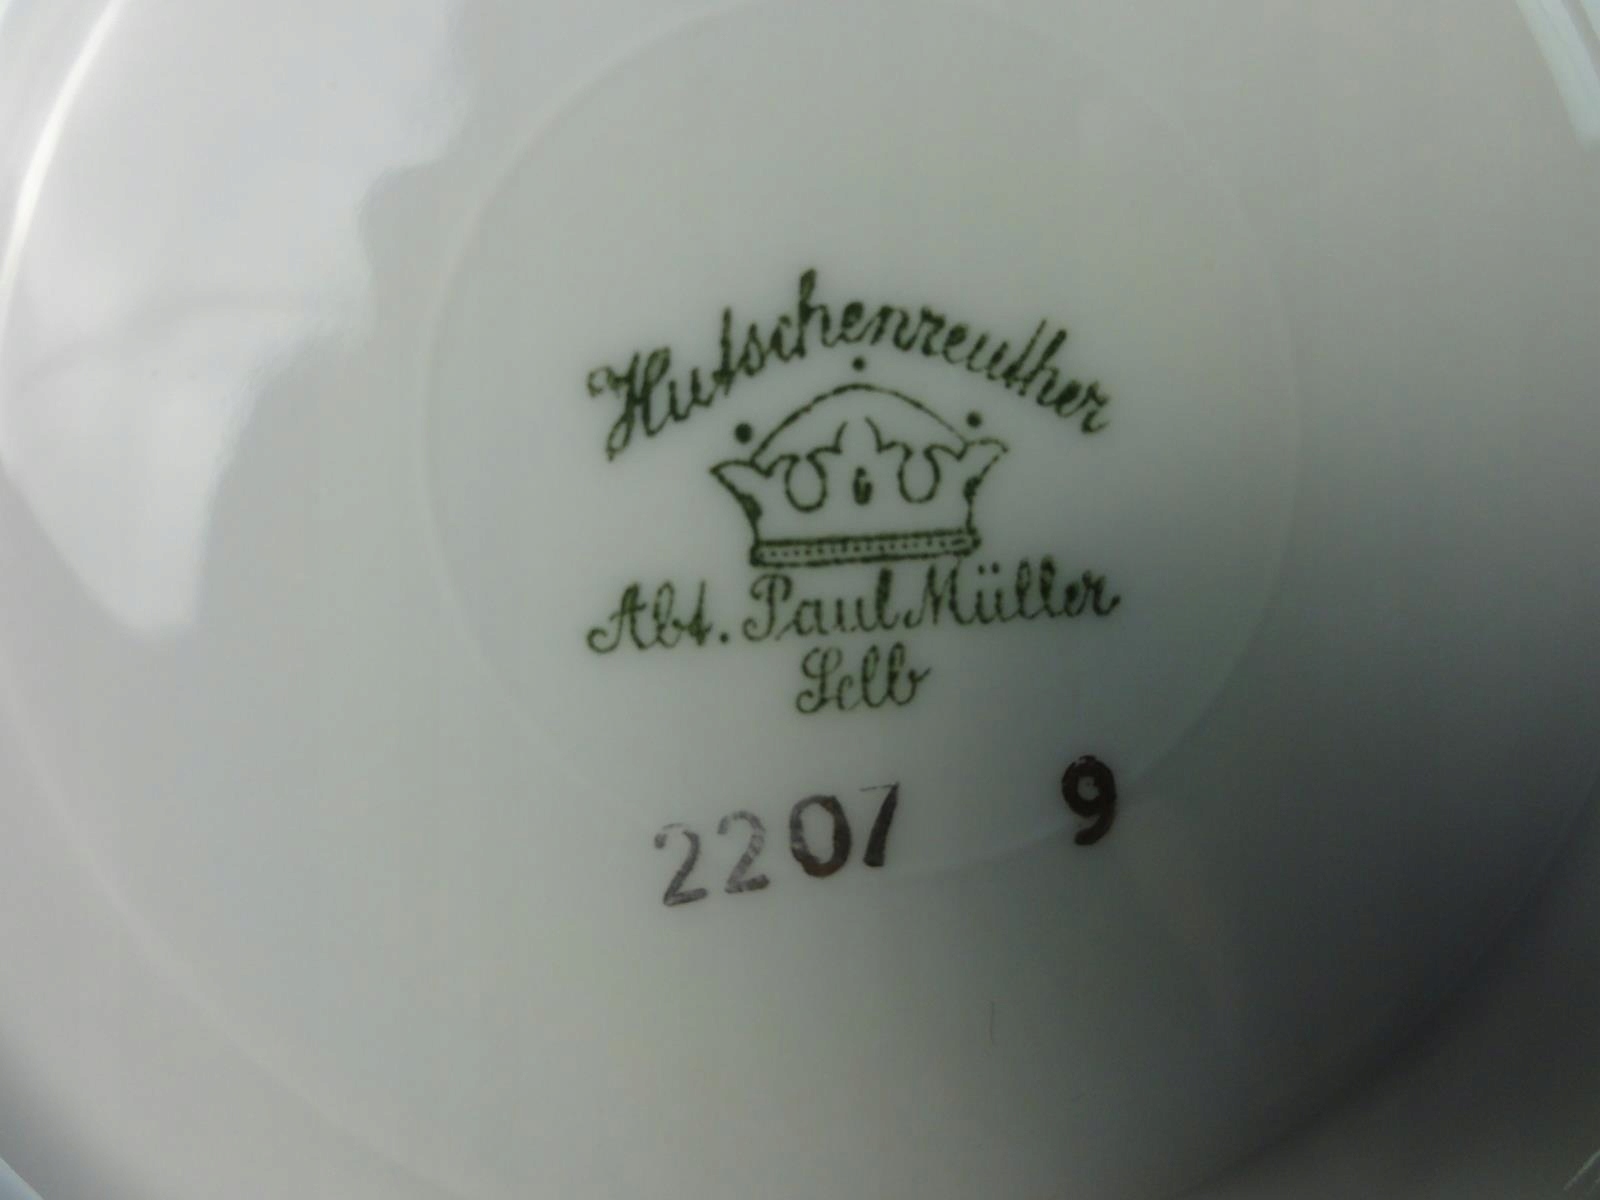 Hutschenreuther
Abt. Paul Müller
Selb
2207 9